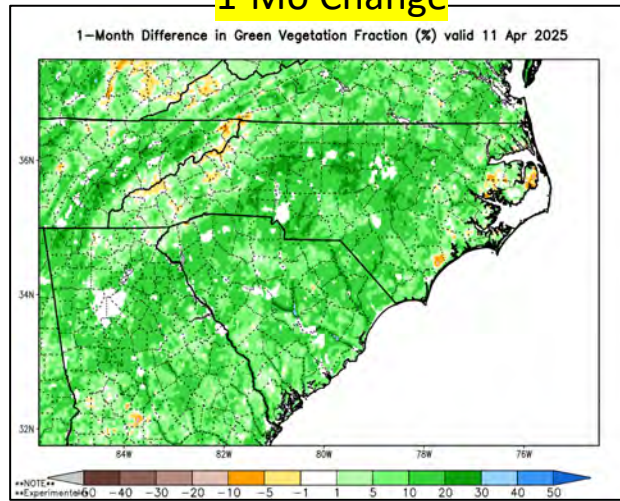 1 Mo Change
1-Month Difference in Green Vegetation Fraction (%) valid 11 Apr 2025
36N
34N
32N
84W 82W 80W 78W 76W
**NOTE**
**Experimental -50 -40 -30 -20 -10 -5 -1 1 5 10 20 30 40 50